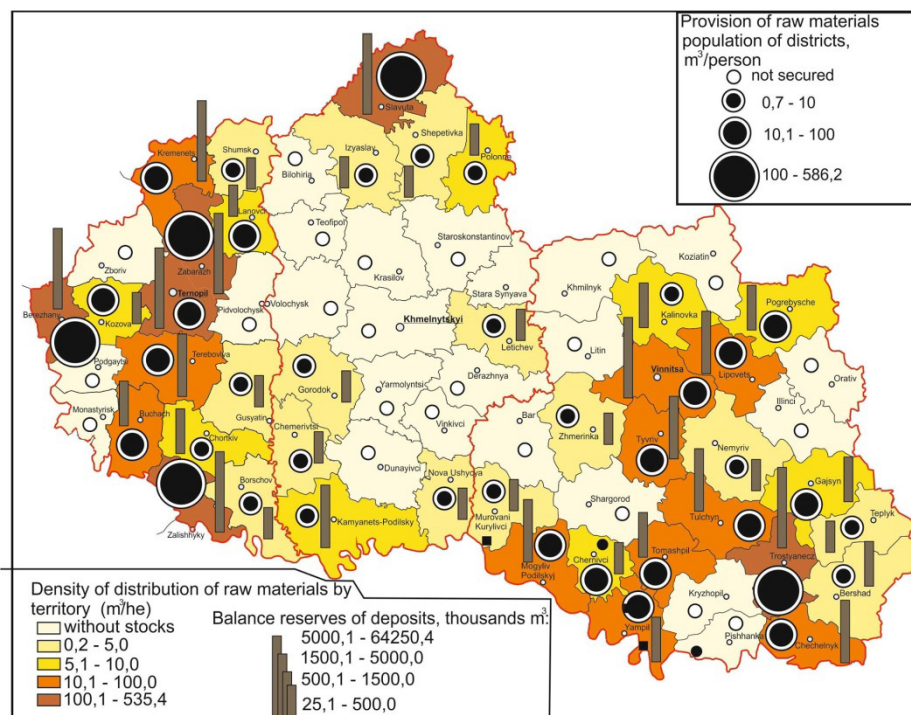 Provision of raw materials
population of districts,
m³/person
not secured
0,7 - 10
10,1 - 100
100 - 586,2
Slavuta
Shepetivka
Izyaslav
Polonne
Bilohiria
Kremenets
Shumsk
Lanovci
Teofipol
Staroskonstantinov
Koziatin
Zboriv
Zabarazh
Krasilov
Ternopil
Volochysk
Stara Synyava
Khmilnyk
Berezhany
Kozova
Pidvolochysk
Khmelnytskyi
Kalinovka
Pogrebysche
Letichev
Litin
Podgaytsi
Terebovlya
Derazhnya
Vinnitsa
Lipovets
Orativ
Gorodok
Yarmolyntsi
Illinci
Monastyrisk
Buchach
Gusyatin
Chemerivtsi
Vinkivci
Bar
Zhmerinka
Tyvriv
Chortkiv
Dunayivci
Nova Ushycya
Nemyriv
Gajsyn
Borschov
Shargorod
Kamyanets-Podilsky
Murovani
Kurylivci
Tulchyn
Teplyk
Zalishnyky
Chernivci
Tomashpil
Trostyanecz
Mogyliv
Podilskyj
Kryzhopil
Bershad
Yampil
Pishhanka
Chechelnyk
Density of distribution of raw materials by
territory (m³/he)
without stocks
0,2 - 5,0
5,1 - 10,0
10,1 - 100,0
100,1 - 535,4
Balance reserves of deposits, thousands m³:
5000,1 - 64250,4
1500,1 - 5000,0
500,1 - 1500,0
25,1 - 500,0